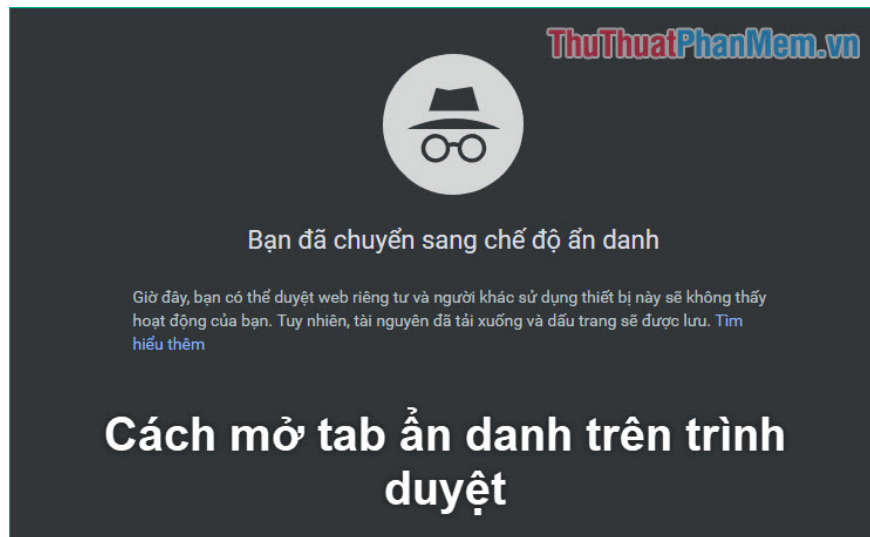 ThuThuatPhanMem.vn
Bạn đã chuyển sang chế độ ẩn danh
Giờ đây, bạn có thể duyệt web riêng tư và người khác sử dụng thiết bị này sẽ không thấy
hoạt động của bạn. Tuy nhiên, tài nguyên đã tải xuống và dấu trang sẽ được lưu. Tìm
hiểu thêm
Cách mở tab ẩn danh trên trình
duyệt